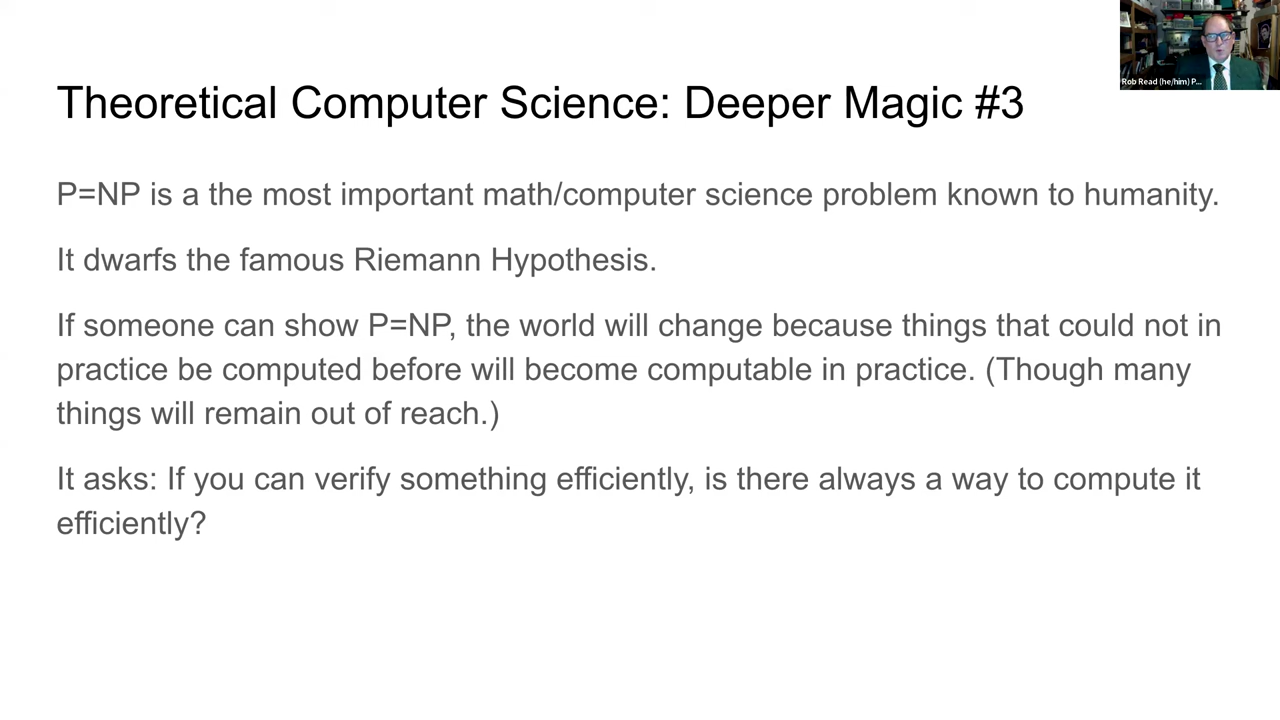 Rob Read (he/him) P...
Theoretical Computer Science: Deeper Magic #3
P=NP is a the most important math/computer science problem known to humanity.
It dwarfs the famous Riemann Hypothesis.
If someone can show P=NP, the world will change because things that could not in
practice be computed before will become computable in practice. (Though many
things will remain out of reach.)
It asks: If you can verify something efficiently, is there always a way to compute it
efficiently?